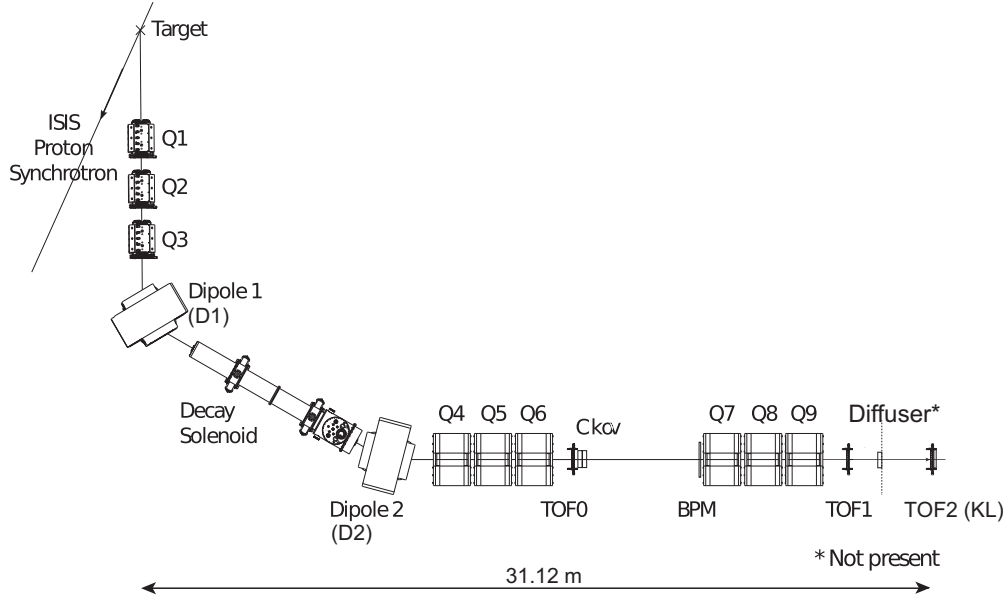 Target
ISIS
Proton
Synchrotron
Q1
Q2
Q3
Dipole 1
(D1)
Decay
Solenoid
Dipole 2
(D2)
Q4 Q5 Q6
Ckov
TOF0
BPM
Q7 Q8 Q9
Diffuser*
TOF1
TOF2 (KL)
* Not present
31.12 m